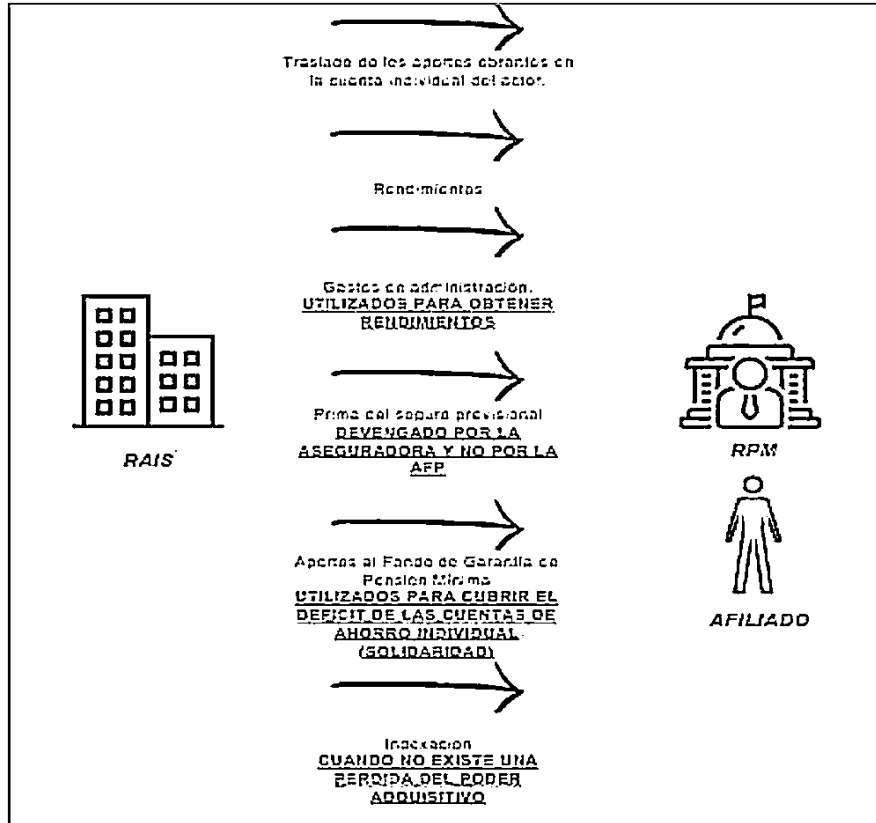 Traslado de los aportes obrantes en
la cuenta individual del actor.
Rendimientos
Gastos de administración.
UTILIZADOS PARA OBTENER
RENDIMIENTOS
Prima del seguro previsional
DEVENGADO POR LA
ASEGURADORA Y NO POR LA
AFP
RAIS
RPM
Aportes al Fondo de Garantía de
Pensión Mínima
UTILIZADOS PARA CUBRIR EL
DEFICIT DE LAS CUENTAS DE
AHORRO INDIVIDUAL
(SOLIDARIDAD)
AFILIADO
Indexación
CUANDO NO EXISTE UNA
PERDIDA DEL PODER
ADQUISITIVO